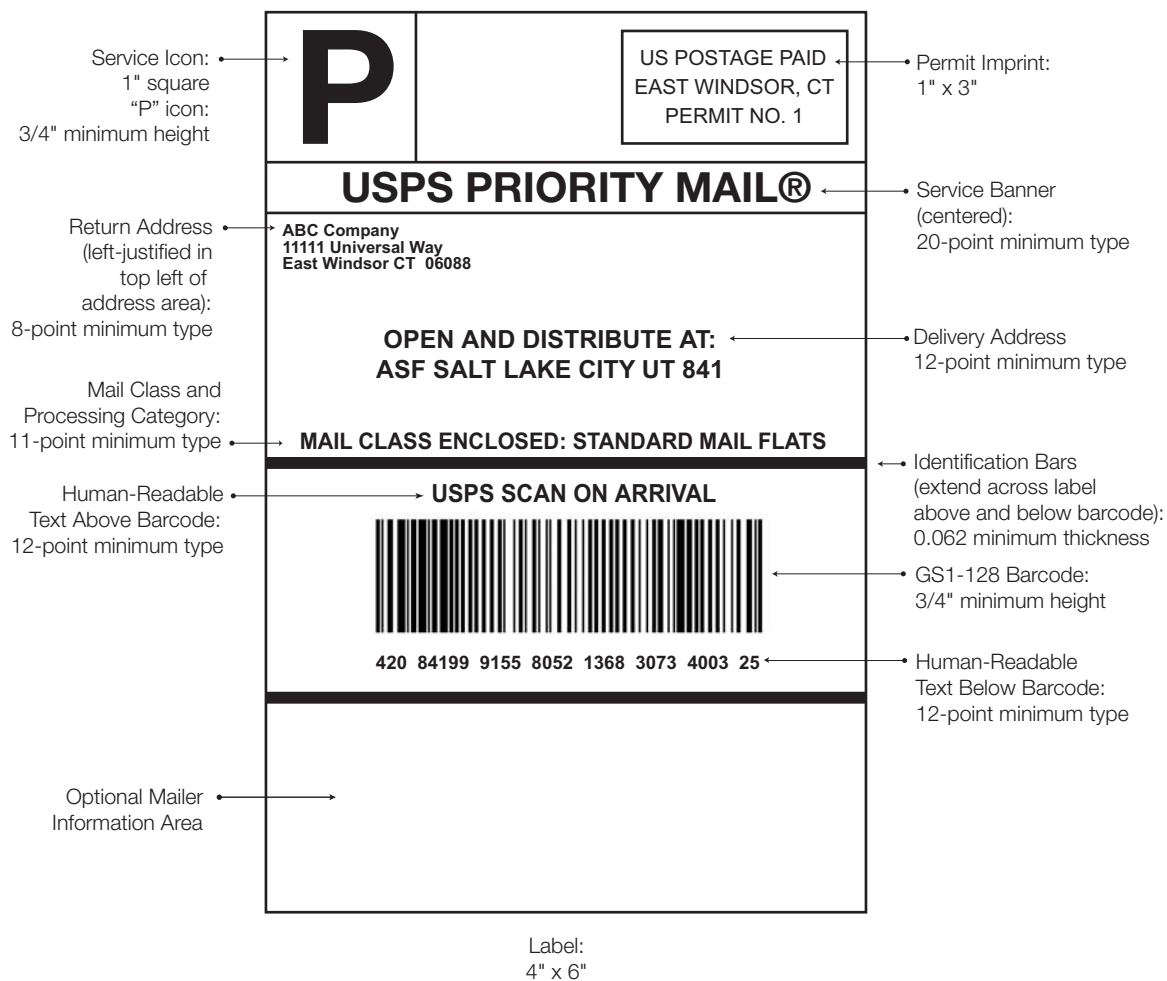 Service Icon:
1" square
“P” icon:
3/4" minimum height
P
US POSTAGE PAID
EAST WINDSOR, CT
PERMIT NO. 1
Permit Imprint:
1" x 3"
USPS PRIORITY MAIL®
Service Banner
(centered):
20-point minimum type
Return Address
(left-justified in
top left of
address area):
8-point minimum type
ABC Company
11111 Universal Way
East Windsor CT 06088
OPEN AND DISTRIBUTE AT:
ASF SALT LAKE CITY UT 841
Delivery Address
12-point minimum type
Mail Class and
Processing Category:
11-point minimum type
MAIL CLASS ENCLOSED: STANDARD MAIL FLATS
Identification Bars
(extend across label
above and below barcode):
0.062 minimum thickness
Human-Readable
Text Above Barcode:
12-point minimum type
USPS SCAN ON ARRIVAL
GS1-128 Barcode:
3/4" minimum height
420 84199 9155 8052 1368 3073 4003 25
Human-Readable
Text Below Barcode:
12-point minimum type
Optional Mailer
Information Area
Label:
4" x 6"